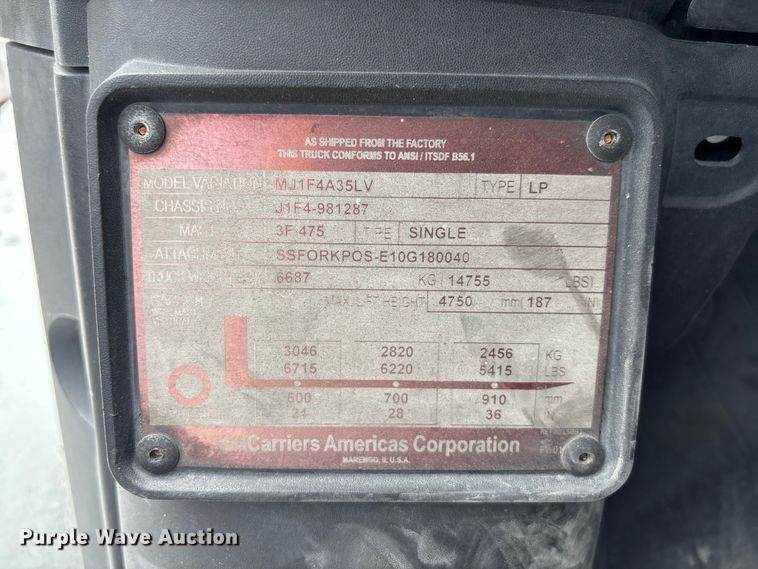 AS SHIPPED FROM THE FACTORY
THIS TRUCK CONFORMS TO ANSI / ITSDF B56.1
MODEL VARIATION MJ1F4A35LV TYPE LP
CHASSIS J1F4-981287
3F 475 TYPE SINGLE
SSFORKPOS-E10G180040
TRUCK 6687 KG 14755 LBS)
MAX LIFT HEIGHT 4750 mm( 187 IN)
3046 2820 2456 KG
6715 6220 5415 LBS
600 700 910 mm
24 28 36 IN
Carriers Americas Corporation
MARENGO, IL U.S.A.
Purple Wave Auction